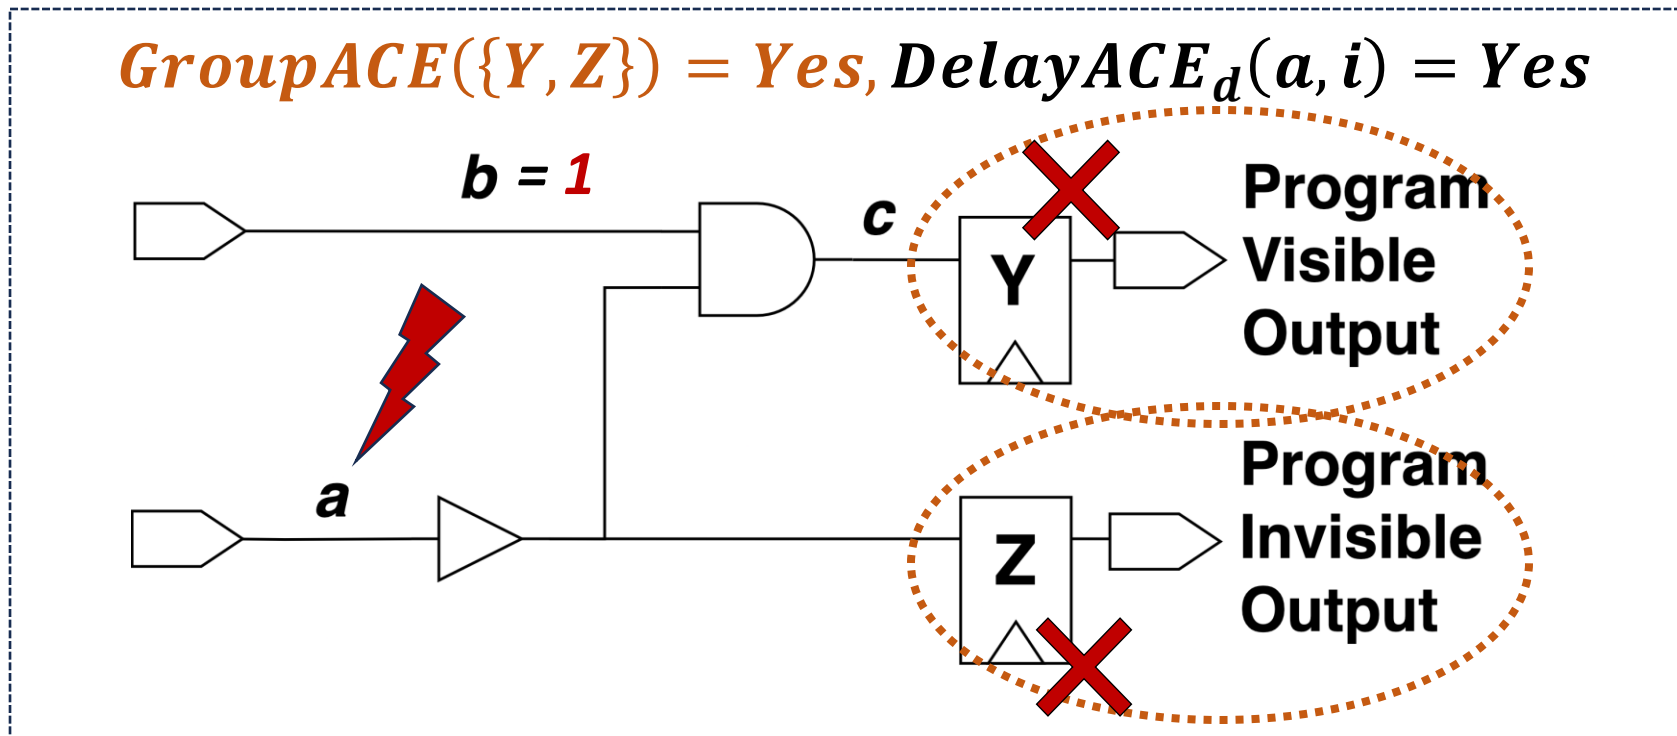 GroupACE({Y, Z}) = Yes, DelayACE_d(a, i) = Yes
b = 1
c
Program
Visible
Output
Y
a
Program
Invisible
Output
Z